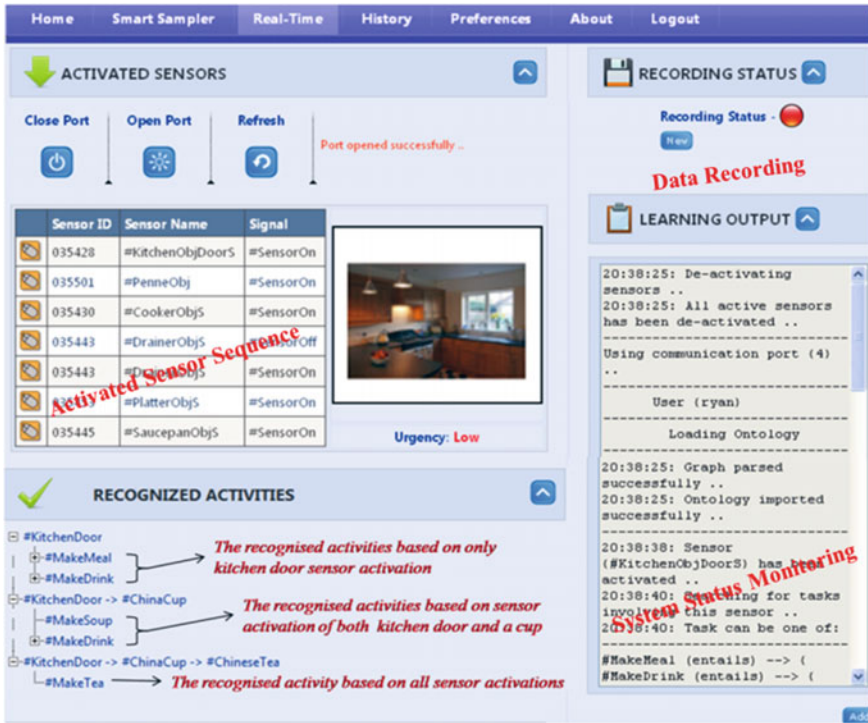 Home Smart Sampler Real-Time History Preferences About Logout
ACTIVATED SENSORS
Close Port Open Port Refresh
Port opened successfully ..
Sensor ID Sensor Name Signal
035428 #KitchenObjDoorS #SensorOn
035501 #PenneObj #SensorOn
035430 #CookerObjS #SensorOn
035443 #DrainerObjS #SensorOff
035443 #SensorOn
#PlatterObjS #SensorOn
035445 #SaucepanObjS #SensorOn
Activated Sensor Sequence
Urgency: Low
RECOGNIZED ACTIVITIES
#KitchenDoor
#MakeMeal
#MakeDrink
The recognised activities based on only
kitchen door sensor activation
#KitchenDoor -> #ChinaCup
#MakeSoup
#MakeDrink
The recognised activities based on sensor
activation of both kitchen door and a cup
#KitchenDoor -> #ChinaCup -> #ChineseTea
#MakeTea
The recognised activity based on all sensor activations
RECORDING STATUS
Recording Status -
New
Data Recording
LEARNING OUTPUT
20:38:25: De-activating
sensors ..
20:38:25: All active sensors
has been de-activated ..
Using communication port (4)
..
User (ryan)
Loading Ontology
20:38:25: Graph parsed
successfully ..
20:38:25: Ontology imported
successfully ..
20:38:38: Sensor
(#KitchenObjDoorS) has been
activated ..
20:38:40: for tasks
this sensor ..
20:38:40: Task can be one of:
#MakeMeal (entails) --> (
#MakeDrink (entails) --> (
System Status Monitoring